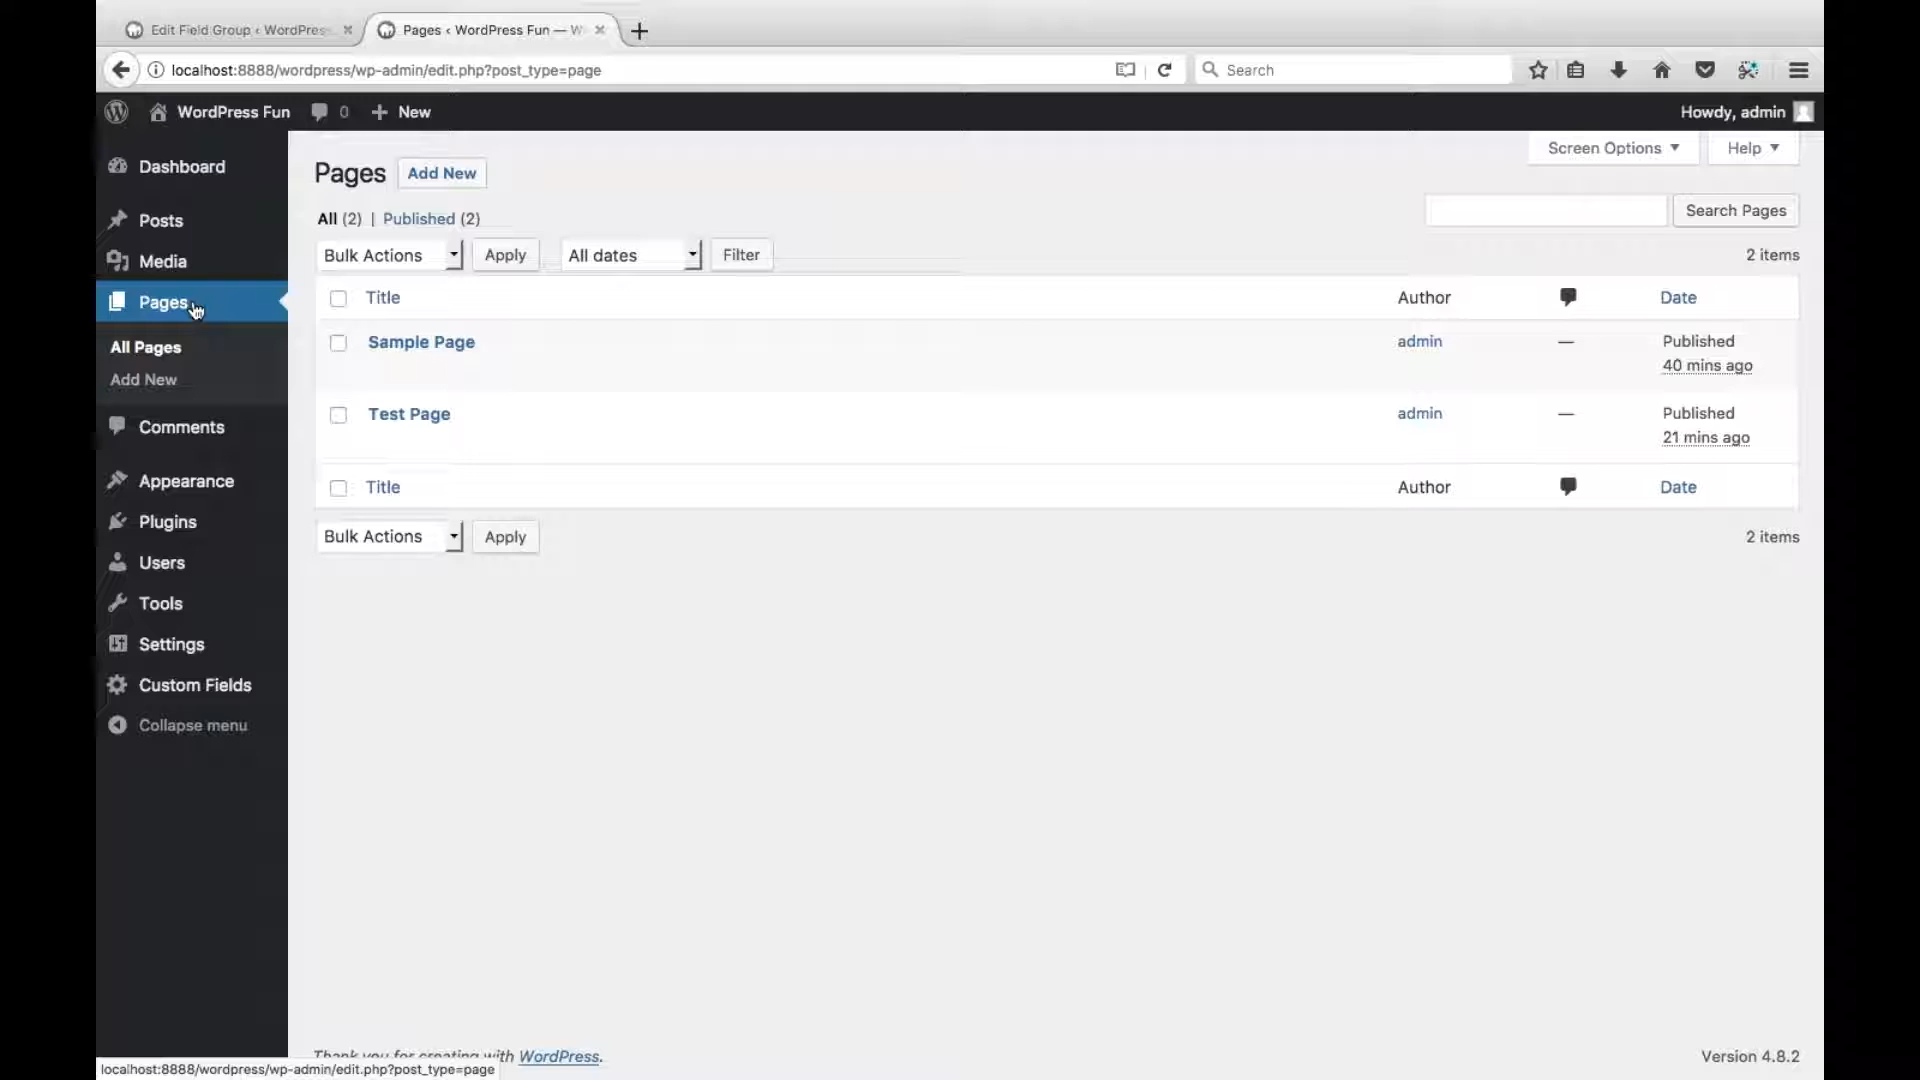 Edit Field Group ‹ WordPres
Pages ‹ WordPress Fun — W
localhost:8888/wordpress/wp-admin/edit.php?post_type=page
Search
WordPress Fun
0
New
Howdy, admin
Dashboard
Posts
Media
Pages
All Pages
Add New
Comments
Appearance
Plugins
Users
Tools
Settings
Custom Fields
Collapse menu
Screen Options
Help
Pages
Add New
All (2) | Published (2)
Search Pages
Bulk Actions
Apply
All dates
Filter
2 items
Title
Author
Date
Sample Page
admin
—
Published
40 mins ago
Test Page
admin
—
Published
21 mins ago
Title
Author
Date
Bulk Actions
Apply
2 items
Thank you for creating with WordPress.
Version 4.8.2
localhost:8888/wordpress/wp-admin/edit.php?post_type=page